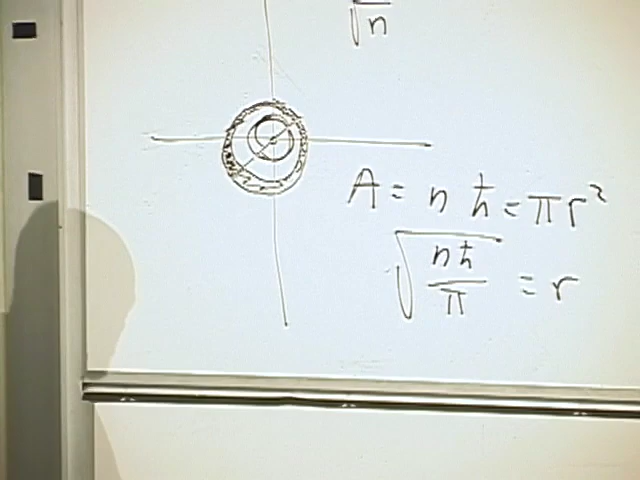 √n
A = n ħ = πr²
√(nħ/π) = r